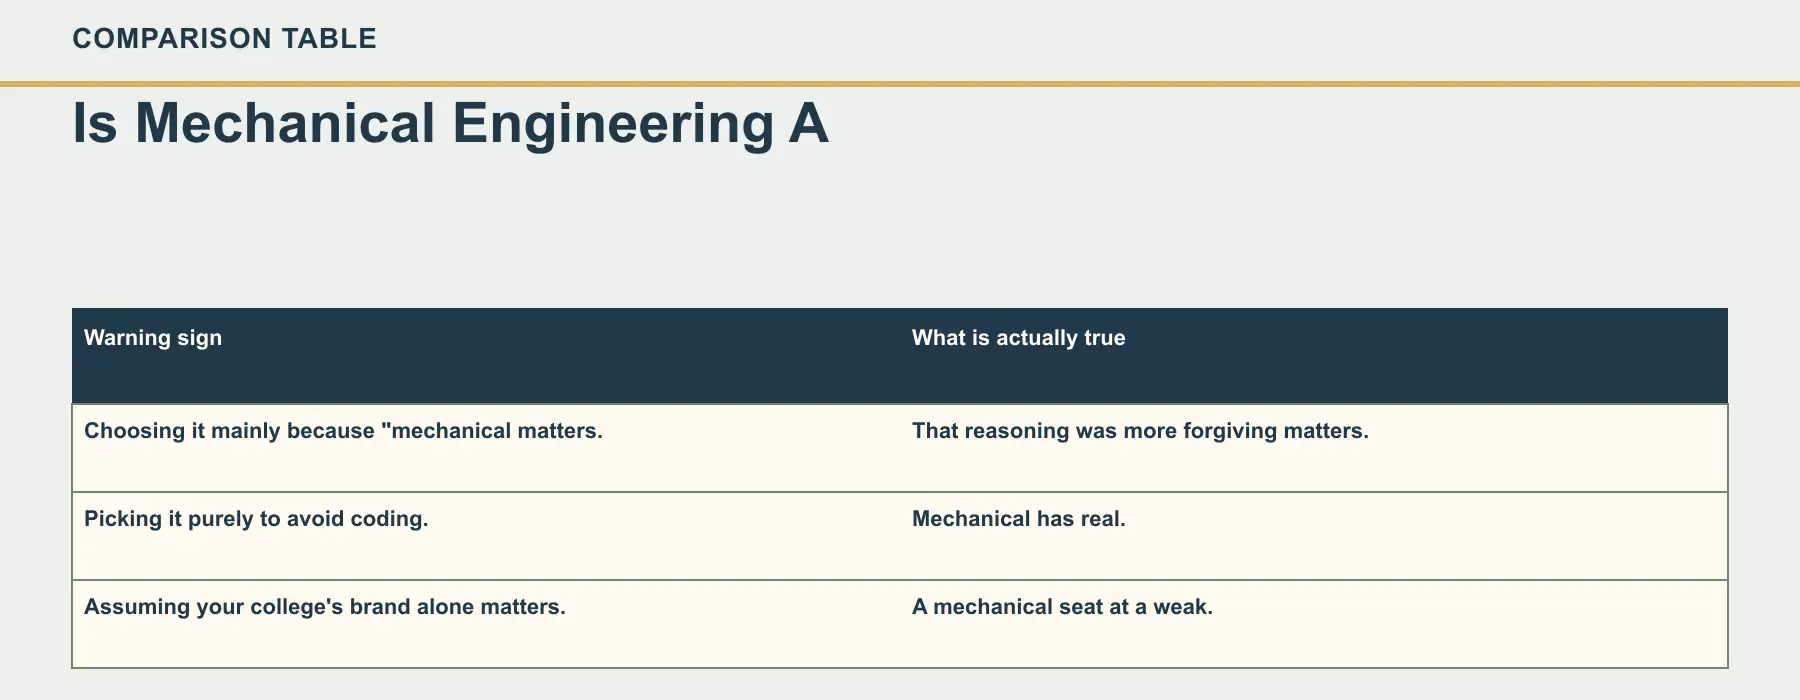 COMPARISON TABLE
Is Mechanical Engineering A
Warning sign
What is actually true
Choosing it mainly because "mechanical matters.
That reasoning was more forgiving matters.
Picking it purely to avoid coding.
Mechanical has real.
Assuming your college's brand alone matters.
A mechanical seat at a weak.